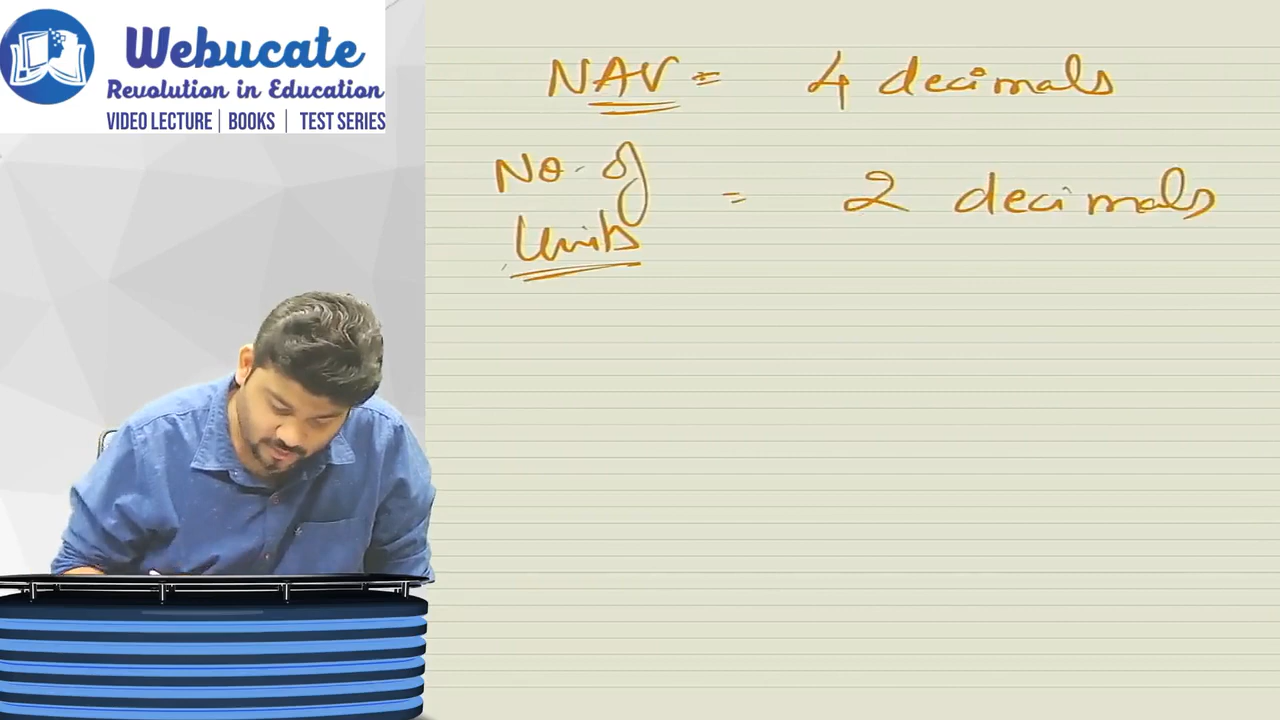 Webucate
Revolution in Education
VIDEO LECTURE | BOOKS | TEST SERIES
NAV = 4 decimals
No. of
Units = 2 decimals